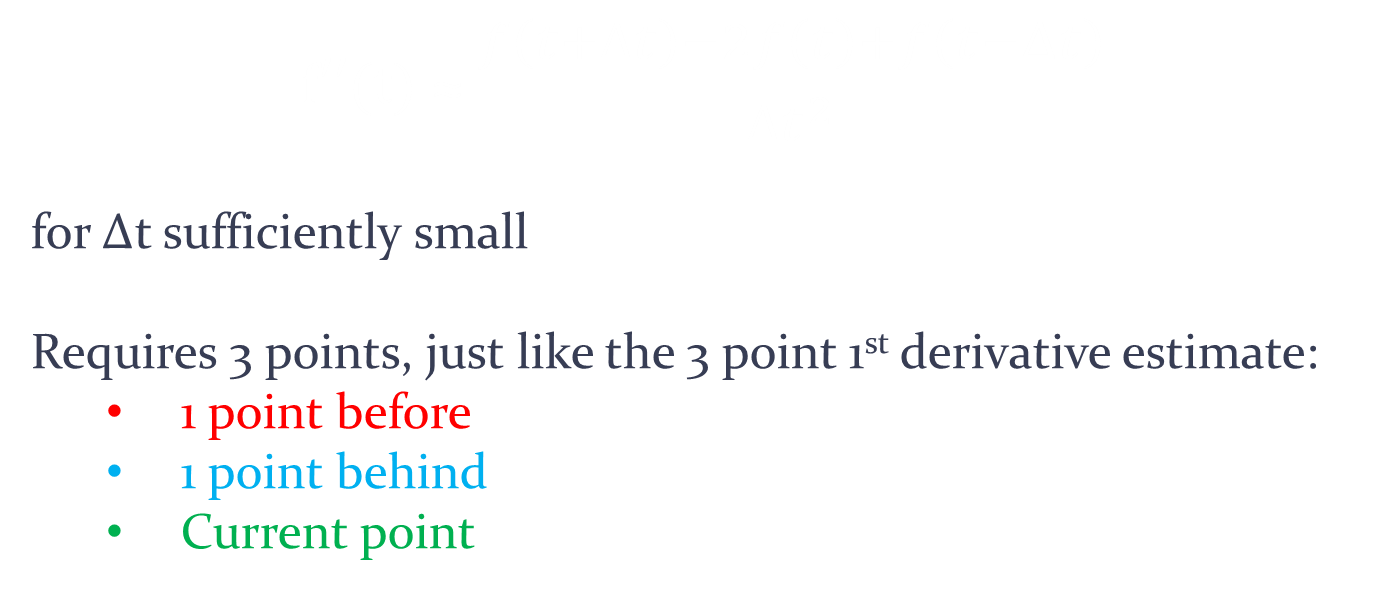 for Δt sufficiently small
Requires 3 points, just like the 3 point 1st derivative estimate:
• 1 point before
• 1 point behind
• Current point